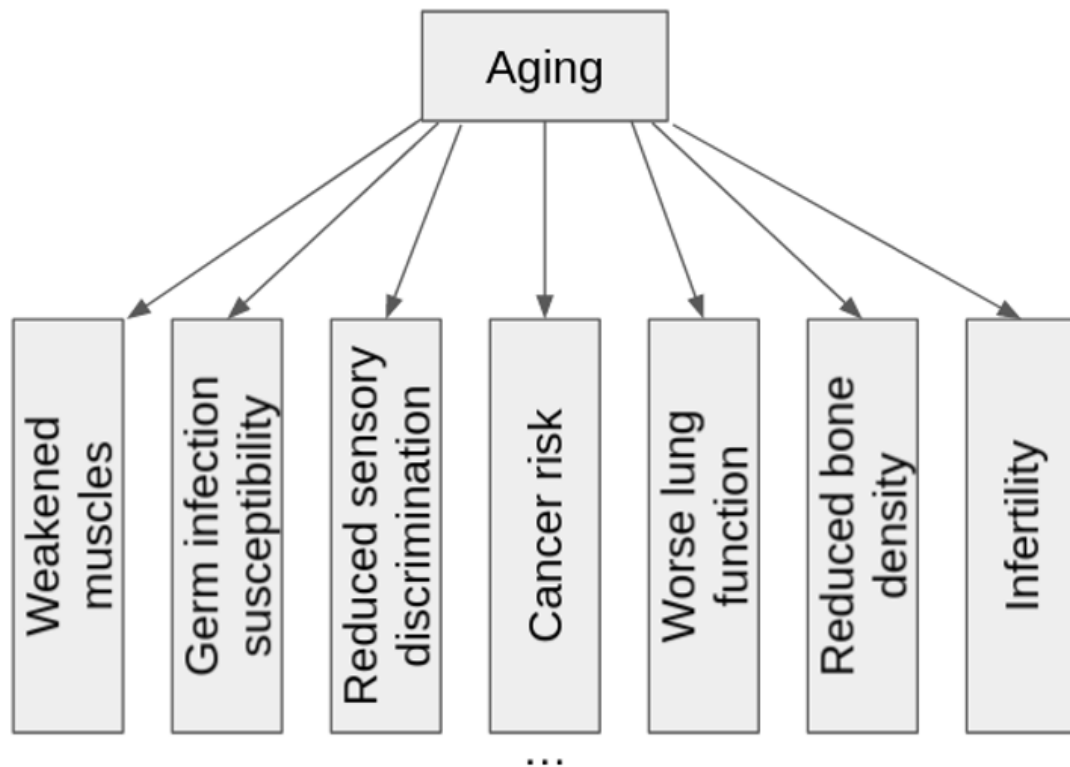 Aging
Weakened
muscles
Germ infection
susceptibility
Reduced sensory
discrimination
Cancer risk
Worse lung
function
Reduced bone
density
Infertility
...